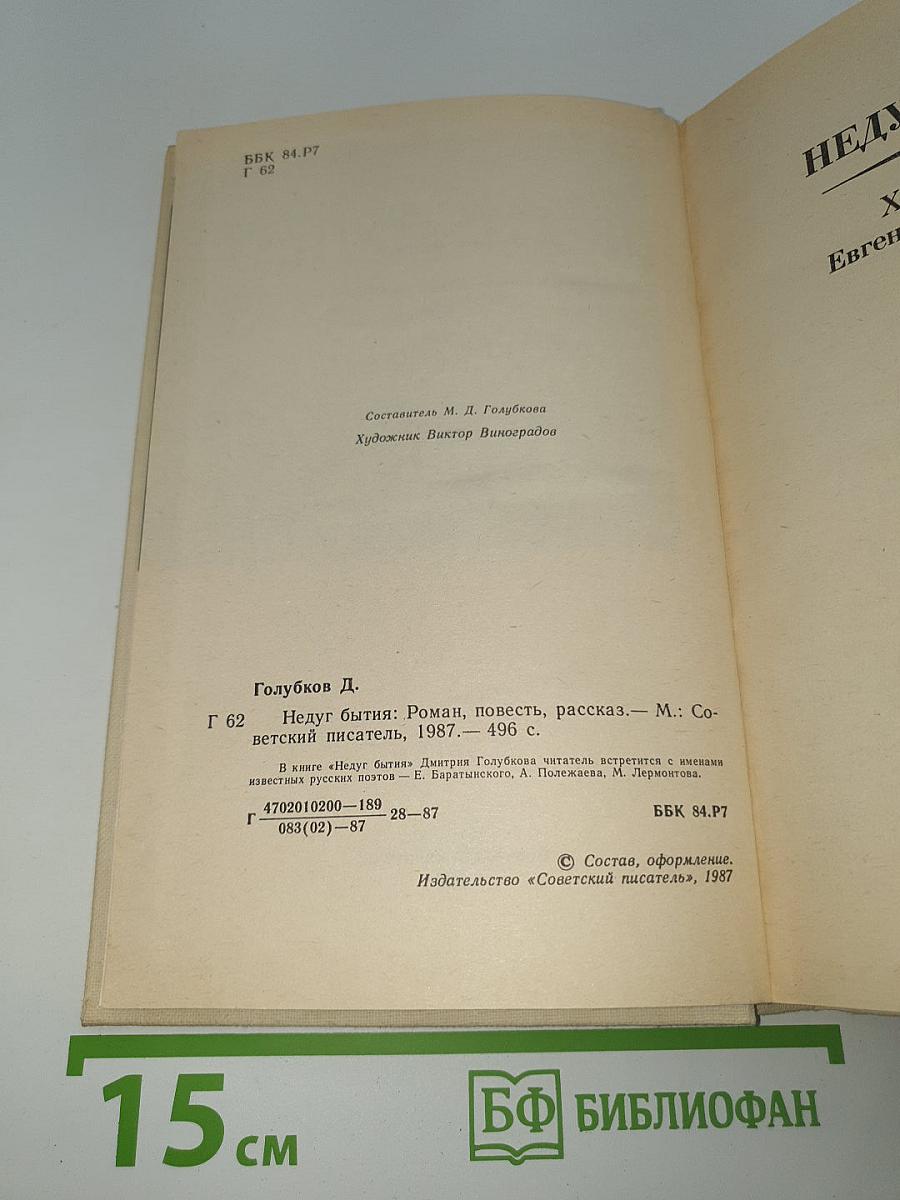 ББК 84.Р7
Г 62
Составитель М. Д. Голубкова
Художник Виктор Виноградов
Голубков Д.
Г 62 Недуг бытия: Роман, повесть, рассказ.— М.: Со-
ветский писатель, 1987.— 496 с.
В книге «Недуг бытия» Дмитрия Голубкова читатель встретится с именами
известных русских поэтов — Е. Баратынского, А. Полежаева, М. Лермонтова.
Г 4702010200—189 28—87
083(02)—87
ББК 84.Р7
© Состав, оформление.
Издательство «Советский писатель», 1987
НЕДУ
Х
Евген
15 см
БФ БИБЛИОФАН